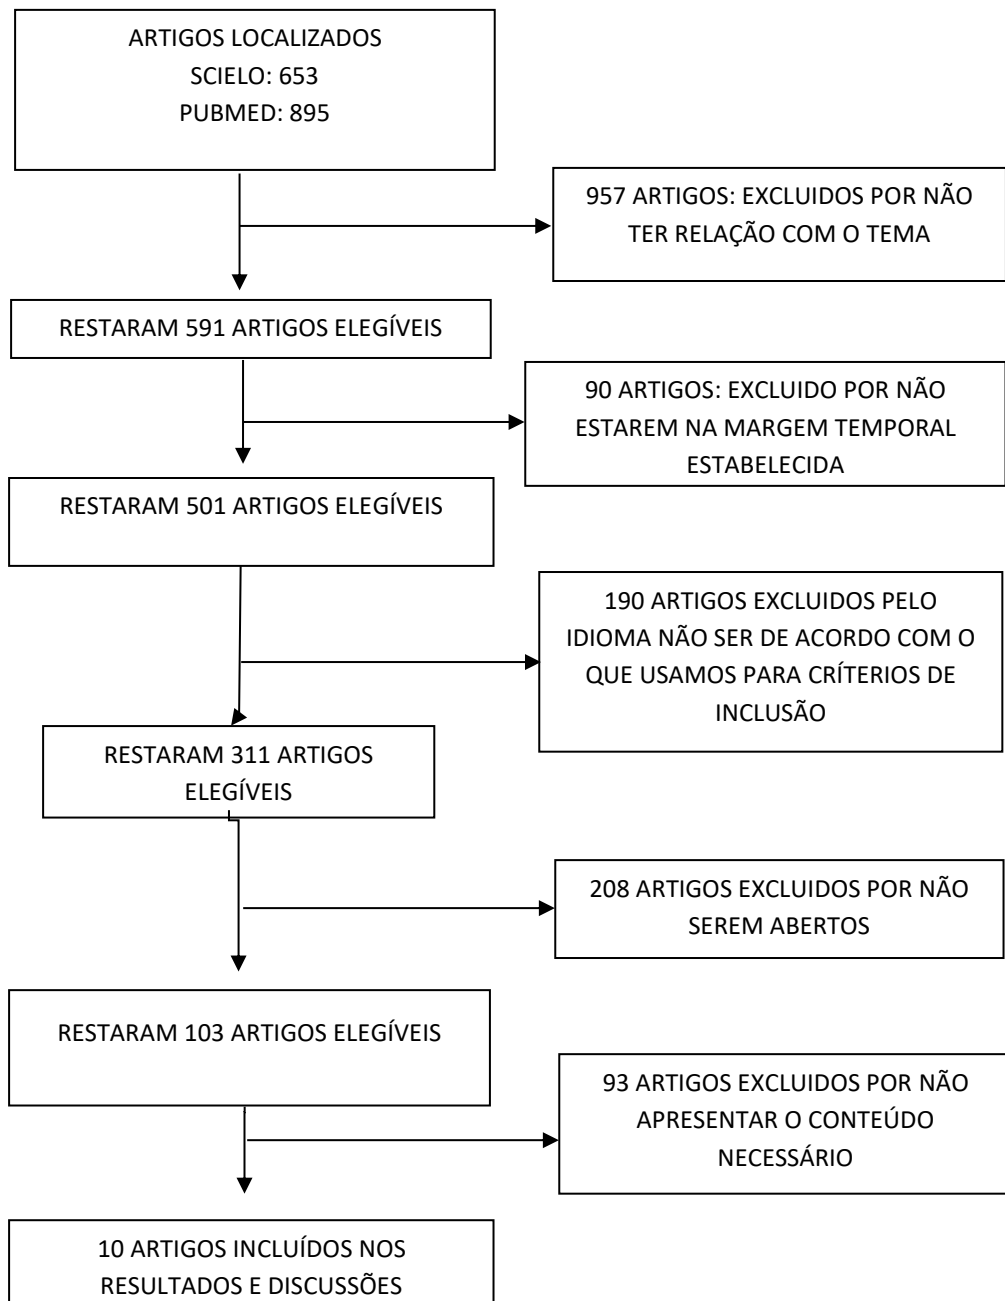 ARTIGOS LOCALIZADOS
SCIELO: 653
PUBMED: 895
957 ARTIGOS: EXCLUIDOS POR NÃO
TER RELAÇÃO COM O TEMA
RESTARAM 591 ARTIGOS ELEGÍVEIS
90 ARTIGOS: EXCLUIDO POR NÃO
ESTAREM NA MARGEM TEMPORAL
ESTABELECIDA
RESTARAM 501 ARTIGOS ELEGÍVEIS
190 ARTIGOS EXCLUIDOS PELO
IDIOMA NÃO SER DE ACORDO COM O
QUE USAMOS PARA CRÍTERIOS DE
INCLUSÃO
RESTARAM 311 ARTIGOS
ELEGÍVEIS
208 ARTIGOS EXCLUIDOS POR NÃO
SEREM ABERTOS
RESTARAM 103 ARTIGOS ELEGÍVEIS
93 ARTIGOS EXCLUIDOS POR NÃO
APRESENTAR O CONTEÚDO
NECESSÁRIO
10 ARTIGOS INCLUÍDOS NOS
RESULTADOS E DISCUSSÕES